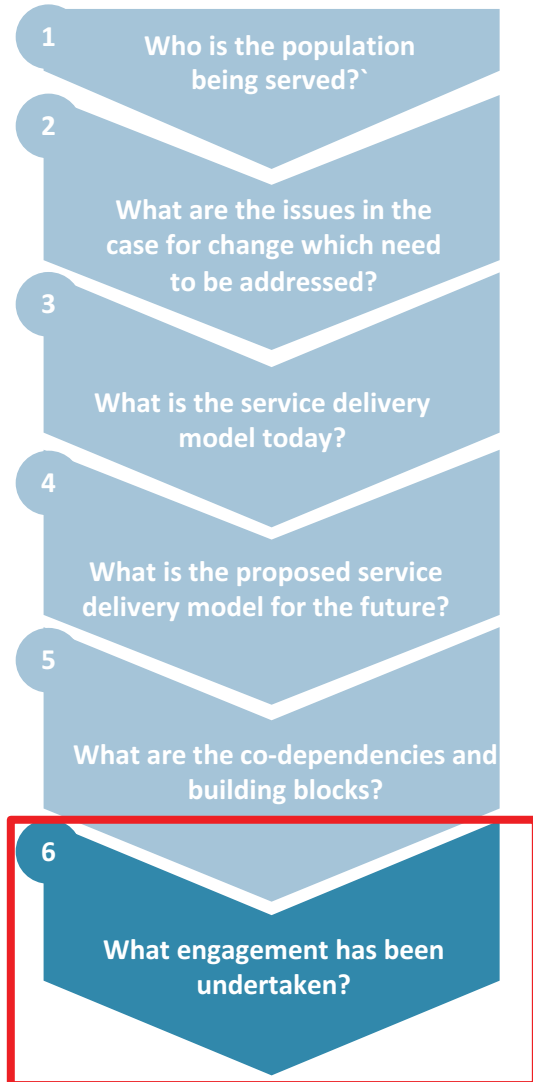 1
Who is the population
being served?`
2
What are the issues in the
case for change which need
to be addressed?
3
What is the service delivery
model today?
4
What is the proposed service
delivery model for the future?
5
What are the co-dependencies and
building blocks?
6
What engagement has been
undertaken?